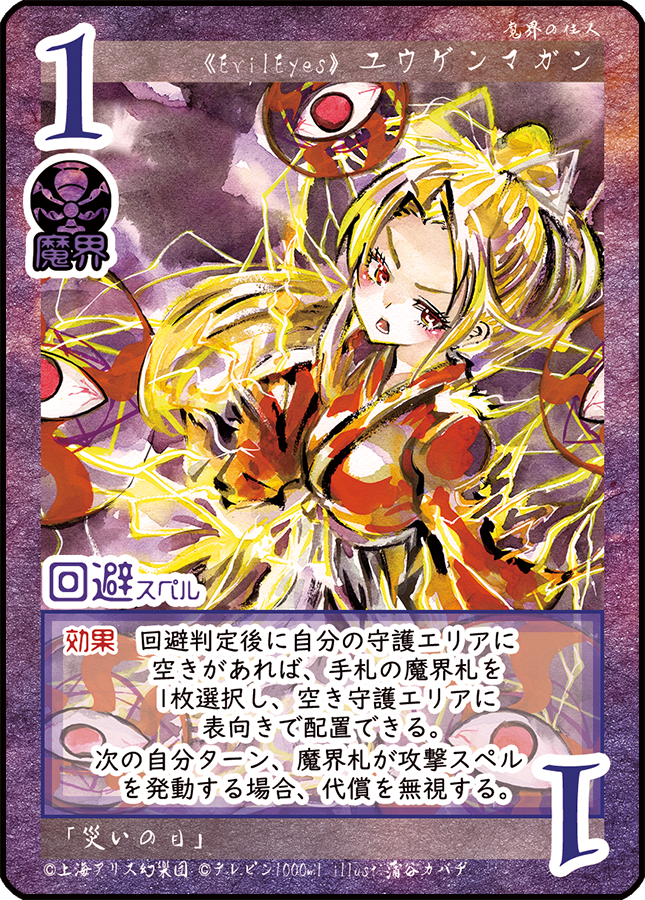 1
魔界の住人
《EvilEyes》 ユウゲンマガン
魔界
回避スペル
効果 回避判定後に自分の守護エリアに
空きがあれば、手札の魔界札を
1枚選択し、空き守護エリアに
表向きで配置できる。
次の自分ターン、魔界札が攻撃スペル
を発動する場合、代償を無視する。
1
「災いの目」
©上海アリス幻樂団 ©テレピン1000ml illust 蒲谷カバヂ